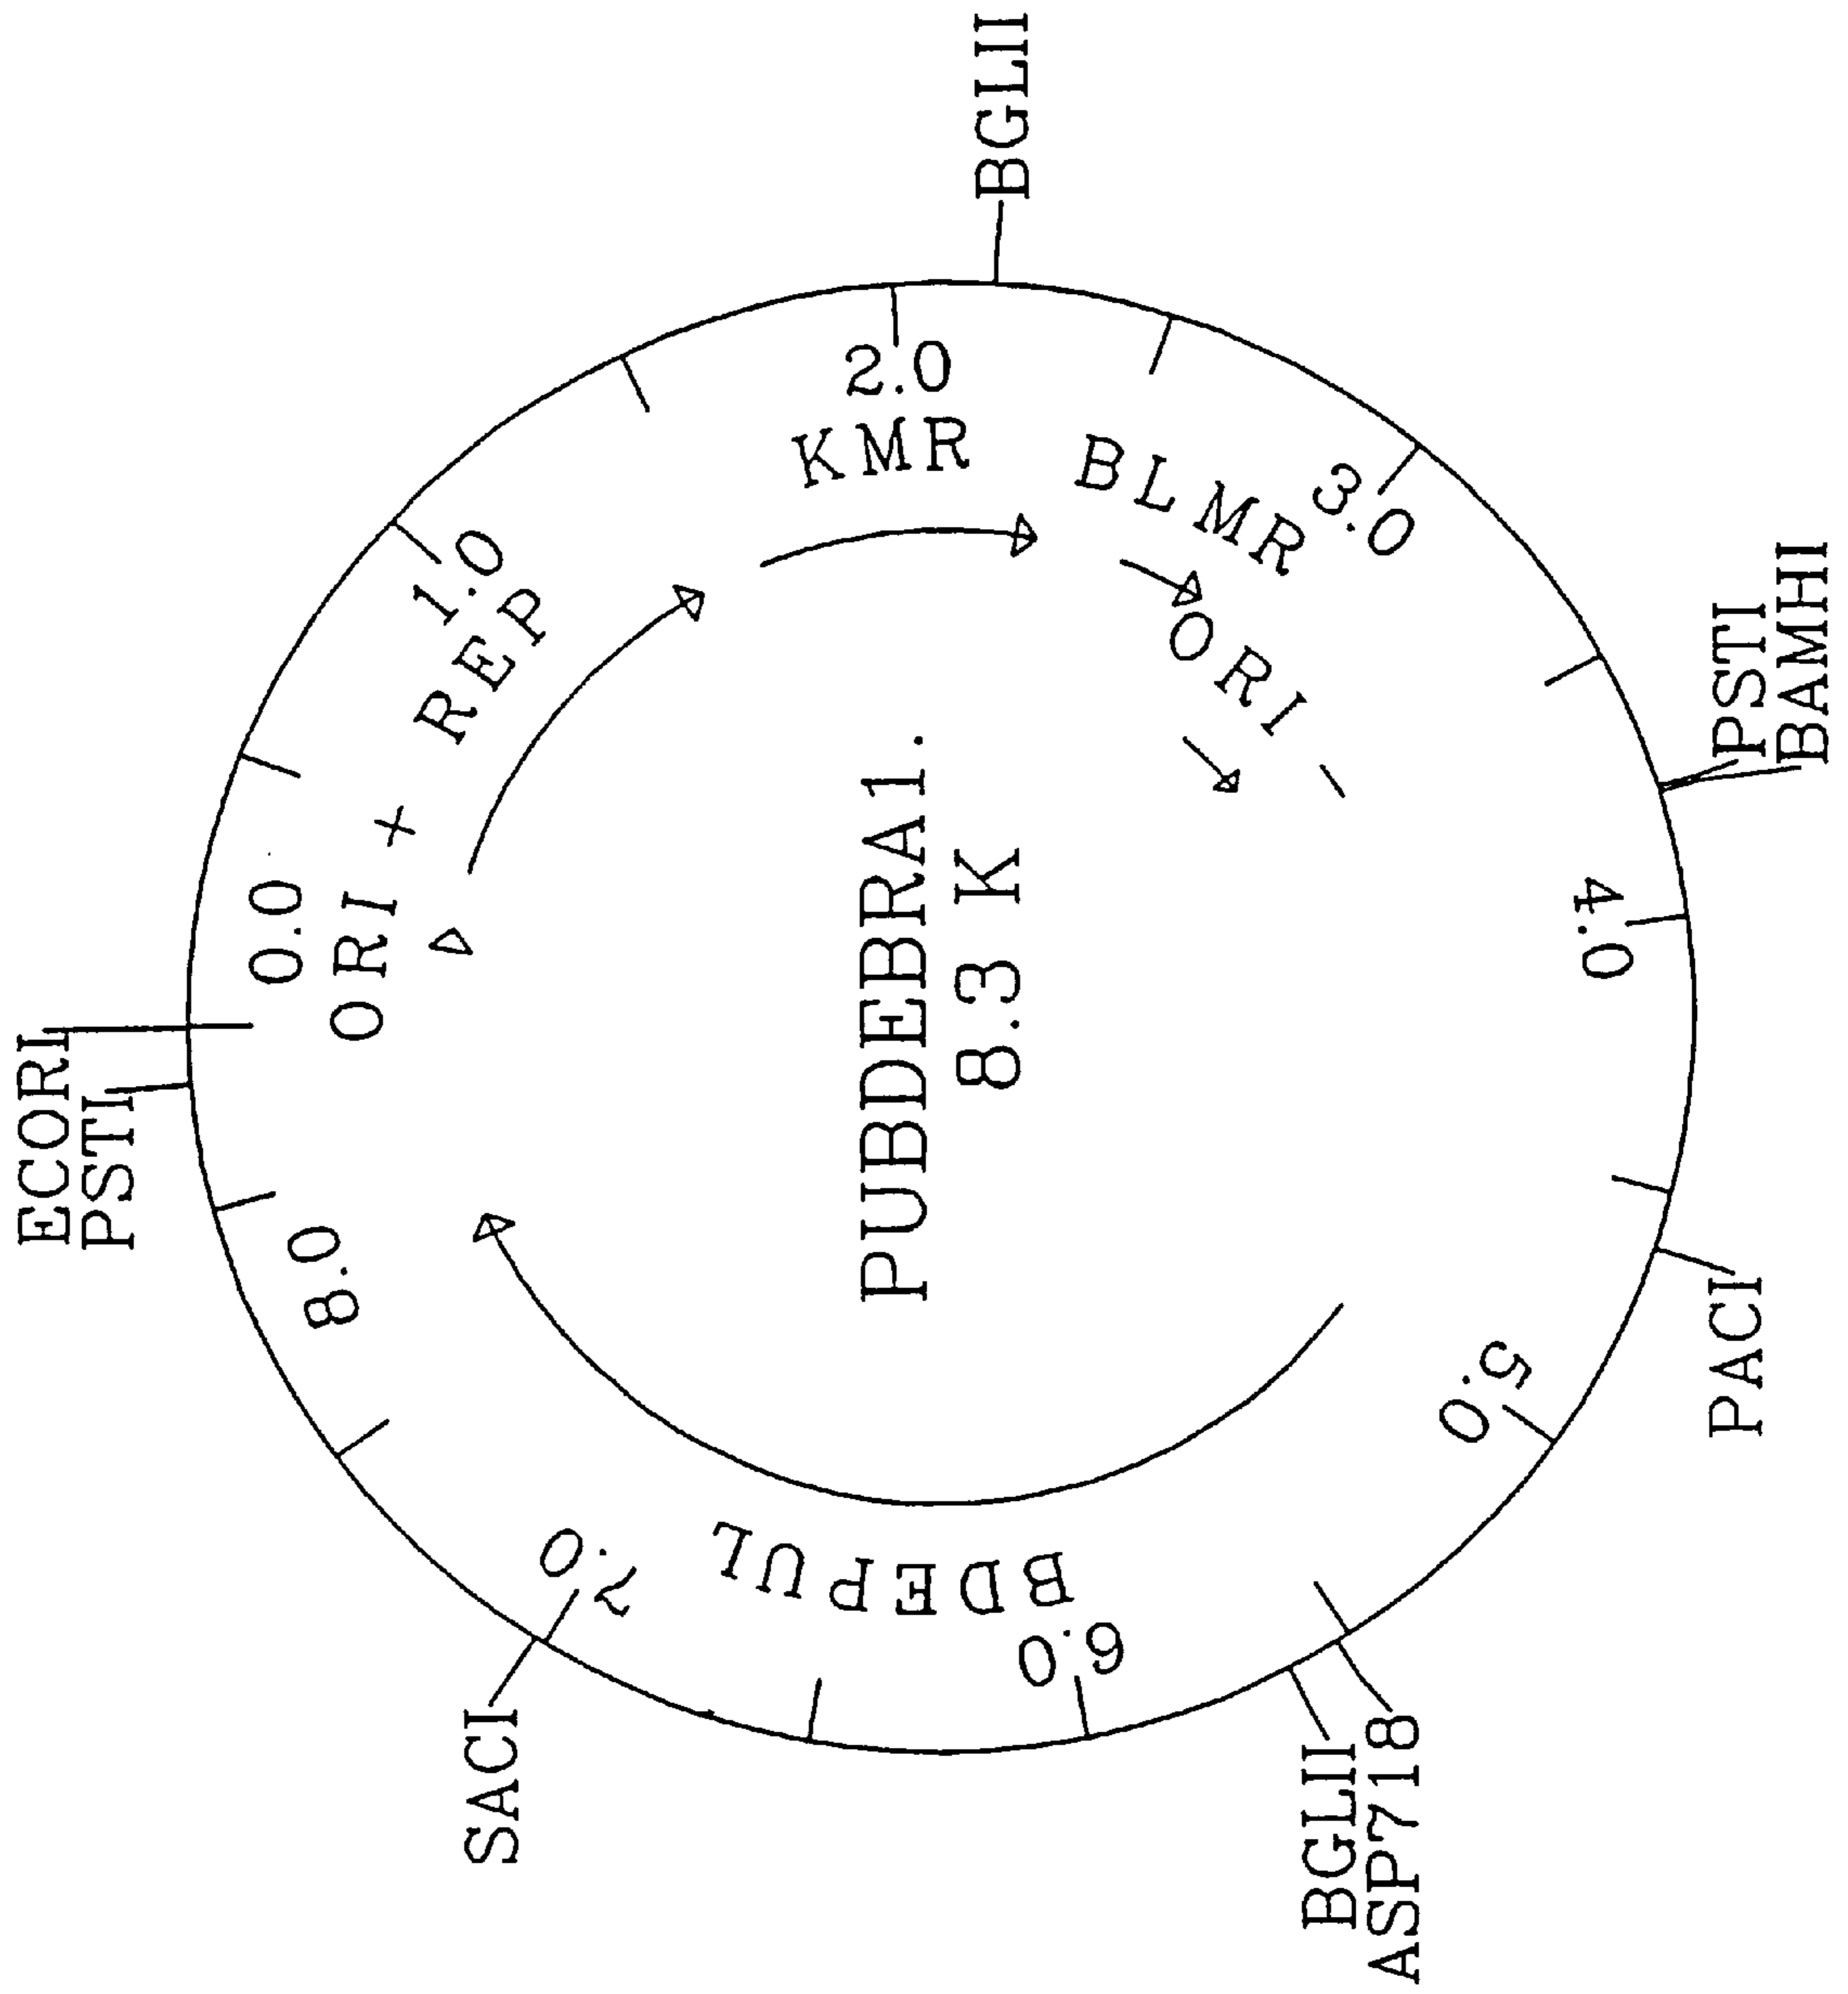 PUBDEBRA1.
8.3 K
ECORI
PSTI
0.0
ORI +
REP
1.0
2.0
KMR
BGLII
BLMR
3.0
ORI -
PSTI
BAMHI
4.0
PACI
5.0
ASP718
BGLII
6.0
BDEPUL
7.0
SACI
8.0